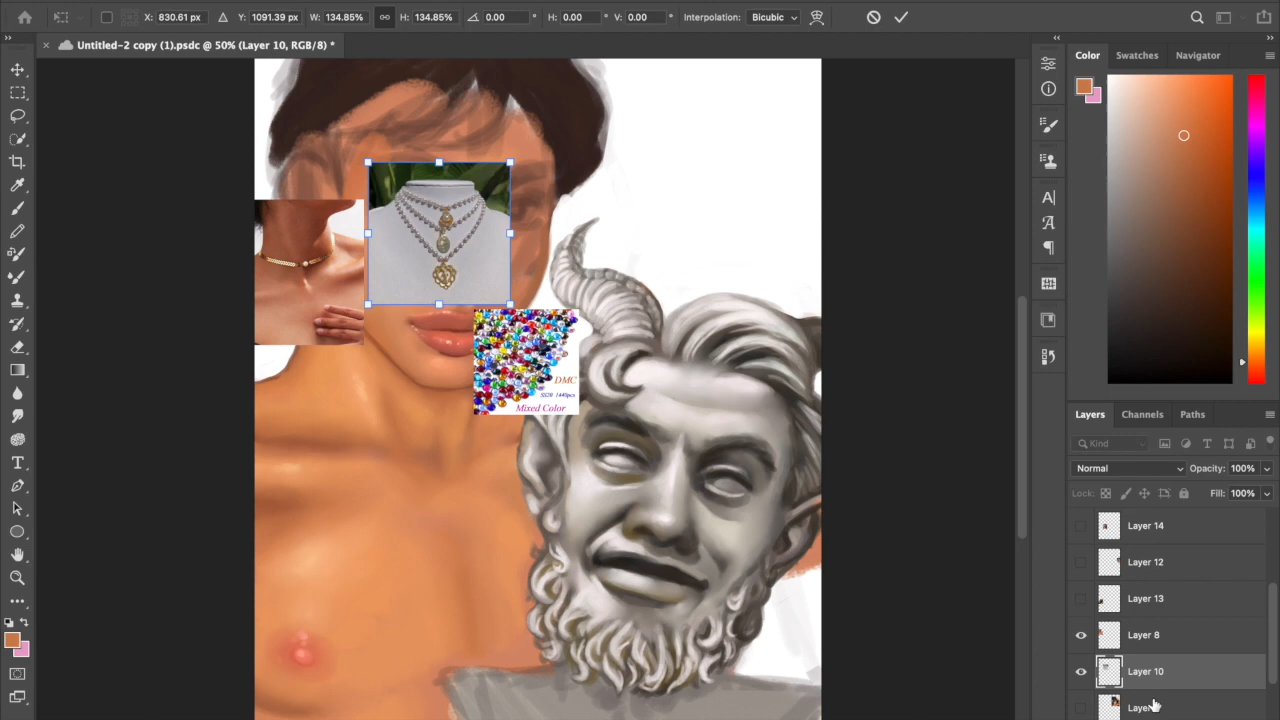 X: 830.61 px Y: 1091.39 px W: 134.85% H: 134.85% 0.00 ° H: 0.00 ° V: 0.00 ° Interpolation: Bicubic
Untitled-2 copy (1).psdc @ 50% (Layer 10, RGB/8) *
Color Swatches Navigator
DMC
SS20 1440pcs
Mixed Color
Layers Channels Paths
Kind
Normal Opacity: 100%
Lock: Fill: 100%
Layer 14
Layer 12
Layer 13
Layer 8
Layer 10